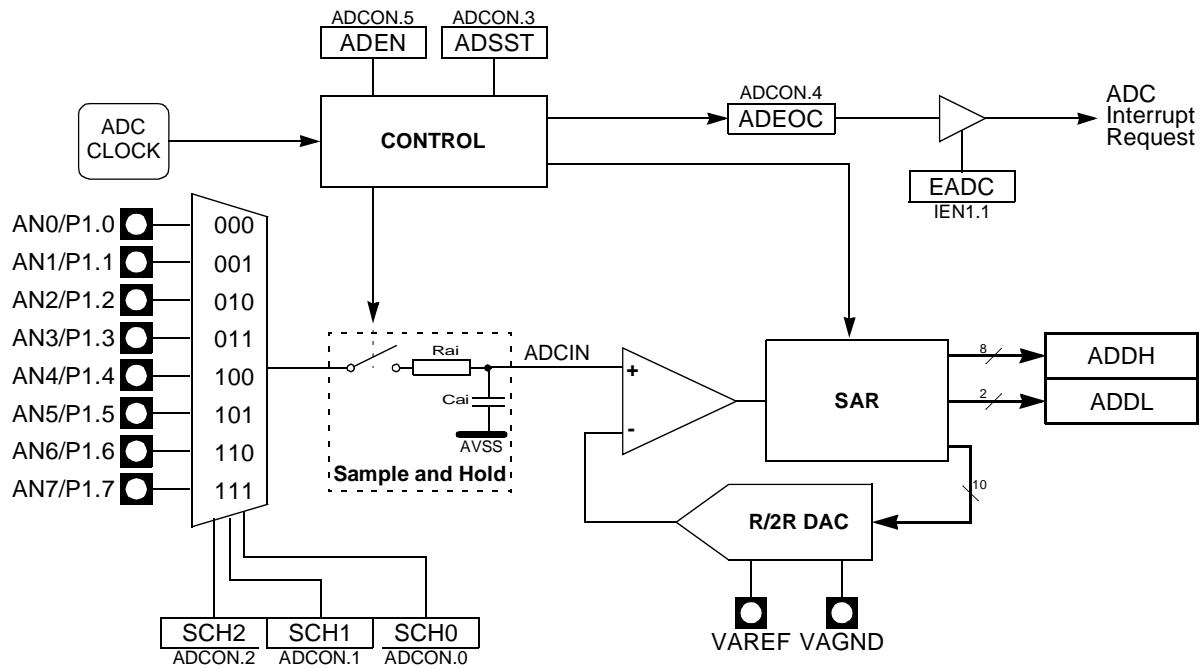 ADCON.5
ADEN
ADCON.3
ADSST
ADC
CLOCK
CONTROL
ADCON.4
ADEOC
ADC
Interrupt
Request
EADC
IEN1.1
AN0/P1.0
000
AN1/P1.1
001
AN2/P1.2
010
AN3/P1.3
011
AN4/P1.4
100
AN5/P1.5
101
AN6/P1.6
110
AN7/P1.7
111
Rai
Cai
AVSS
Sample and Hold
ADCIN
+
-
SAR
8
ADDH
2
ADDL
10
R/2R DAC
VAREF
VAGND
SCH2
SCH1
SCH0
ADCON.2
ADCON.1
ADCON.0